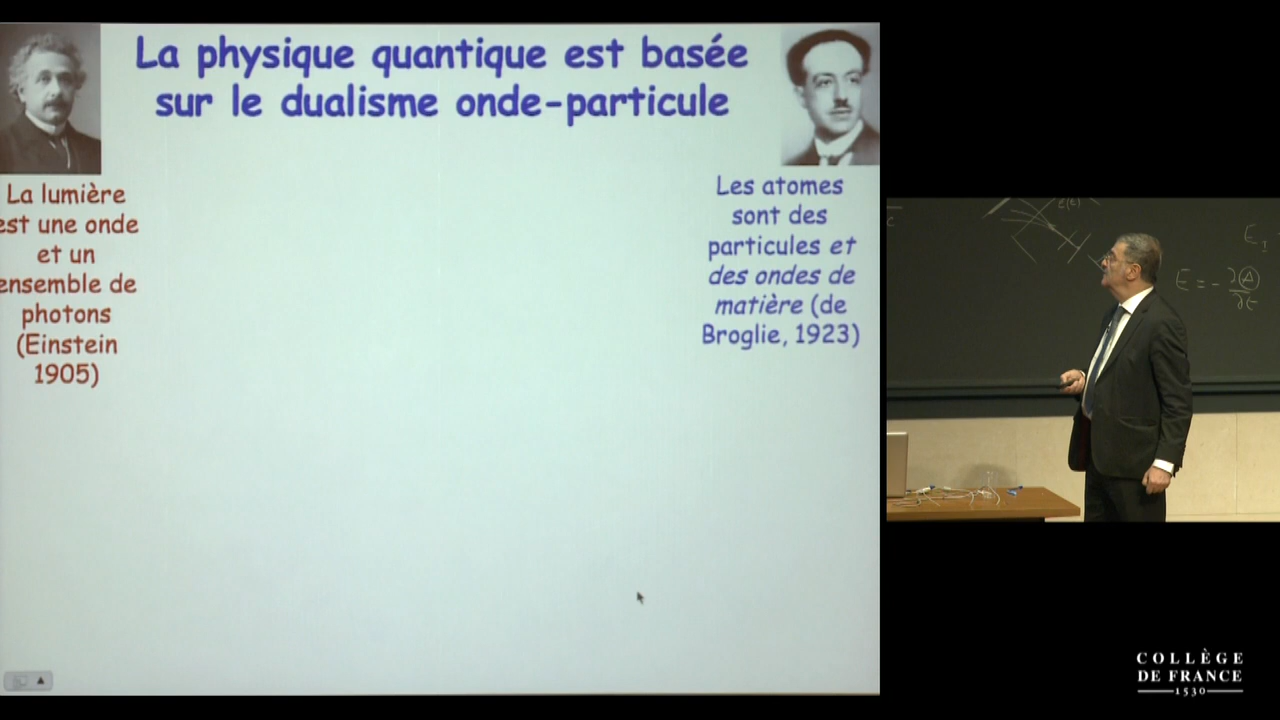 La physique quantique est basée
sur le dualisme onde-particule
La lumière
est une onde
et un
ensemble de
photons
(Einstein
1905)
Les atomes
sont des
particules et
des ondes de
matière (de
Broglie, 1923)
E = - ∂A
∂t
COLLÈGE
DE FRANCE
1530